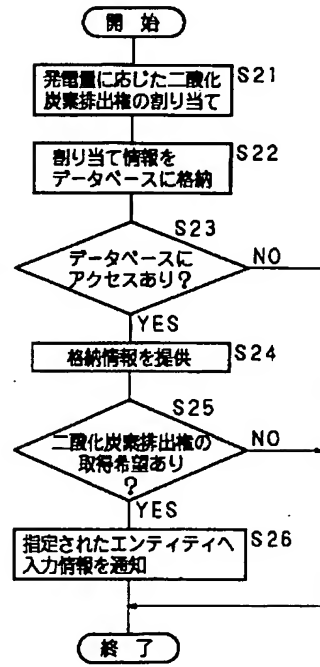 開始
発電量に応じた二酸化 S21
炭素排出権の割り当て
割り当て情報を S22
データベースに格納
S23
データベースに NO
アクセスあり?
YES
格納情報を提供 S24
S25
二酸化炭素排出権の NO
取得希望あり
?
YES
指定されたエンティティへ S26
入力情報を通知
終了